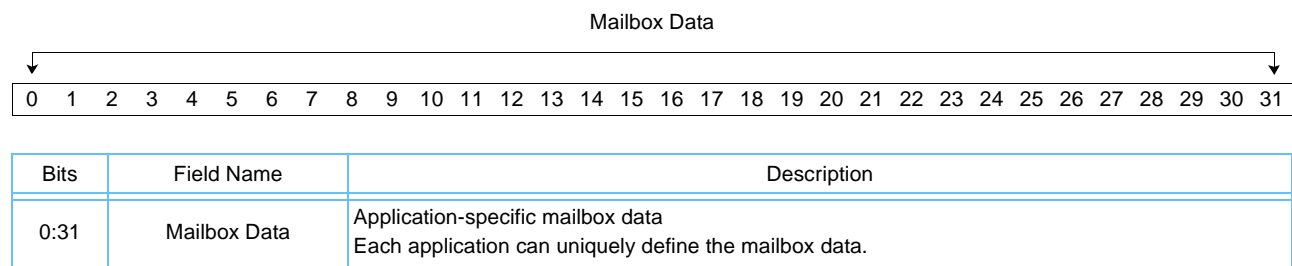 Mailbox Data
0 1 2 3 4 5 6 7 8 9 10 11 12 13 14 15 16 17 18 19 20 21 22 23 24 25 26 27 28 29 30 31
Bits Field Name Description
0:31 Mailbox Data Application-specific mailbox data
Each application can uniquely define the mailbox data.